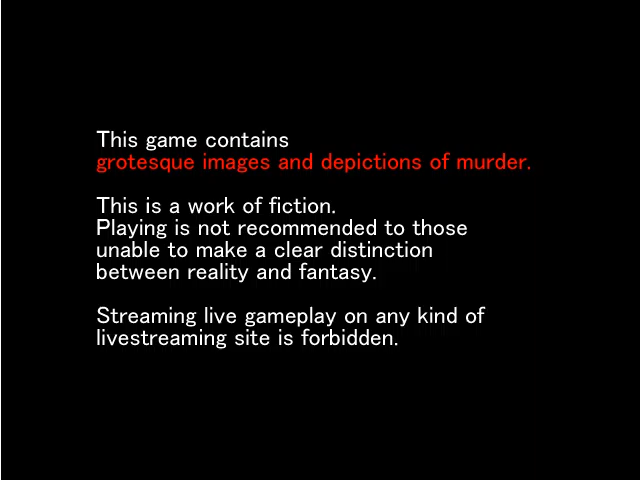 This game contains
grotesque images and depictions of murder.
This is a work of fiction.
Playing is not recommended to those
unable to make a clear distinction
between reality and fantasy.
Streaming live gameplay on any kind of
livestreaming site is forbidden.